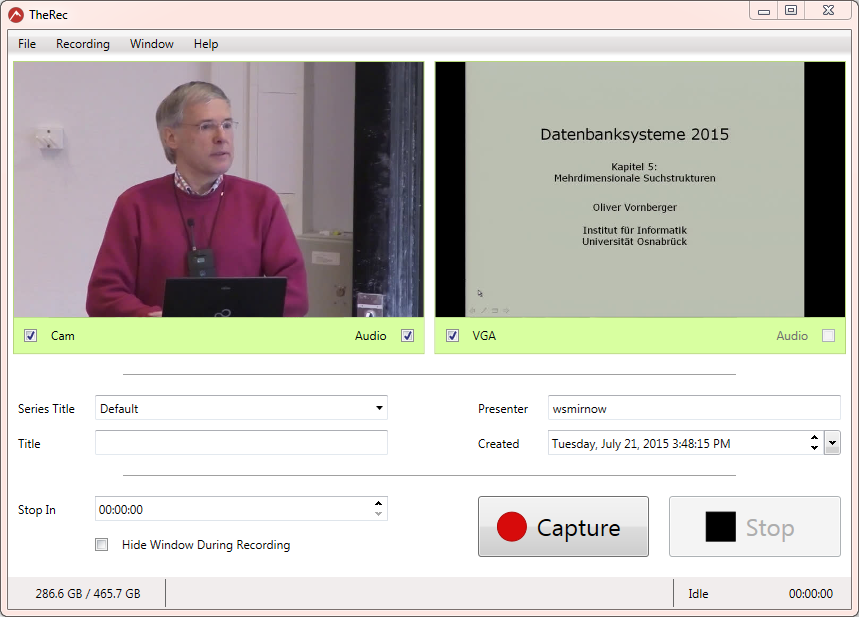 TheRec
File Recording Window Help
Datenbanksysteme 2015
Kapitel 5:
Mehrdimensionale Suchstrukturen
Oliver Vornberger
Institut für Informatik
Universität Osnabrück
Cam Audio
VGA Audio
Series Title Default
Presenter wsmirnow
Title
Created Tuesday, July 21, 2015 3:48:15 PM
Stop In 00:00:00
Hide Window During Recording
Capture
Stop
286.6 GB / 465.7 GB
Idle 00:00:00